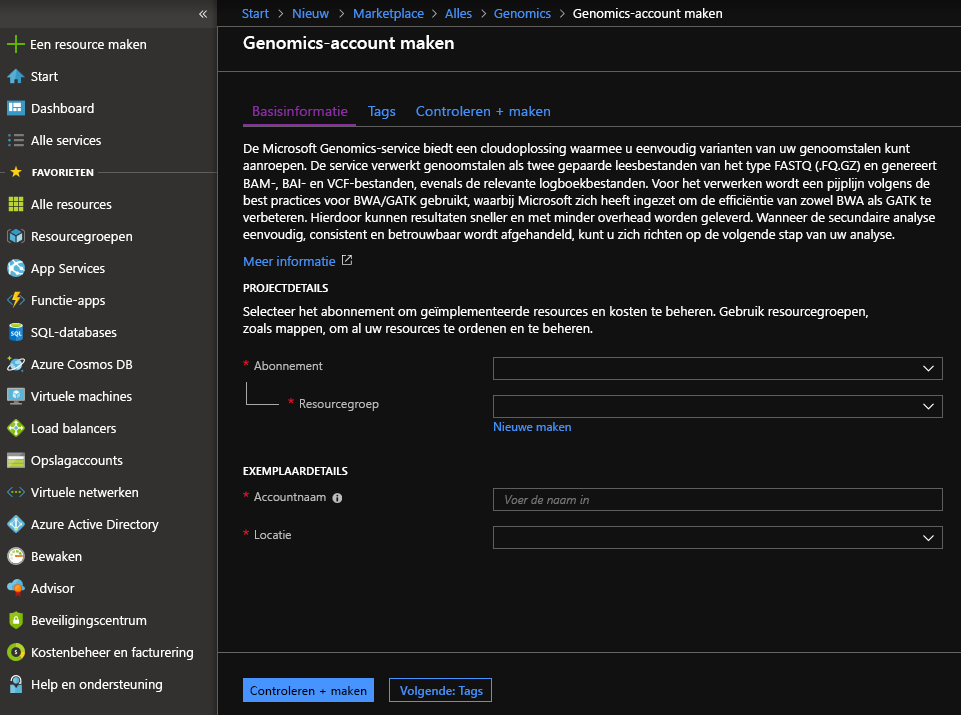 «
Een resource maken
Start
Dashboard
Alle services
FAVORIETEN
Alle resources
Resourcegroepen
App Services
Functie-apps
SQL-databases
Azure Cosmos DB
Virtuele machines
Load balancers
Opslagaccounts
Virtuele netwerken
Azure Active Directory
Bewaken
Advisor
Beveiligingscentrum
Kostenbeheer en facturering
Help en ondersteuning
Start > Nieuw > Marketplace > Alles > Genomics > Genomics-account maken
Genomics-account maken
Basisinformatie Tags Controleren + maken
De Microsoft Genomics-service biedt een cloudoplossing waarmee u eenvoudig varianten van uw genoomstalen kunt
aanroepen. De service verwerkt genoomstalen als twee gepaarde leesbestanden van het type FASTQ (.FQ.GZ) en genereert
BAM-, BAI- en VCF-bestanden, evenals de relevante logboekbestanden. Voor het verwerken wordt een pijplijn volgens de
best practices voor BWA/GATK gebruikt, waarbij Microsoft zich heeft ingezet om de efficiëntie van zowel BWA als GATK te
verbeteren. Hierdoor kunnen resultaten sneller en met minder overhead worden geleverd. Wanneer de secundaire analyse
eenvoudig, consistent en betrouwbaar wordt afgehandeld, kunt u zich richten op de volgende stap van uw analyse.
Meer informatie
PROJECTDETAILS
Selecteer het abonnement om geïmplementeerde resources en kosten te beheren. Gebruik resourcegroepen,
zoals mappen, om al uw resources te ordenen en te beheren.
* Abonnement
* Resourcegroep
Nieuwe maken
EXEMPLAARDETAILS
* Accountnaam
Voer de naam in
* Locatie
Controleren + maken Volgende: Tags